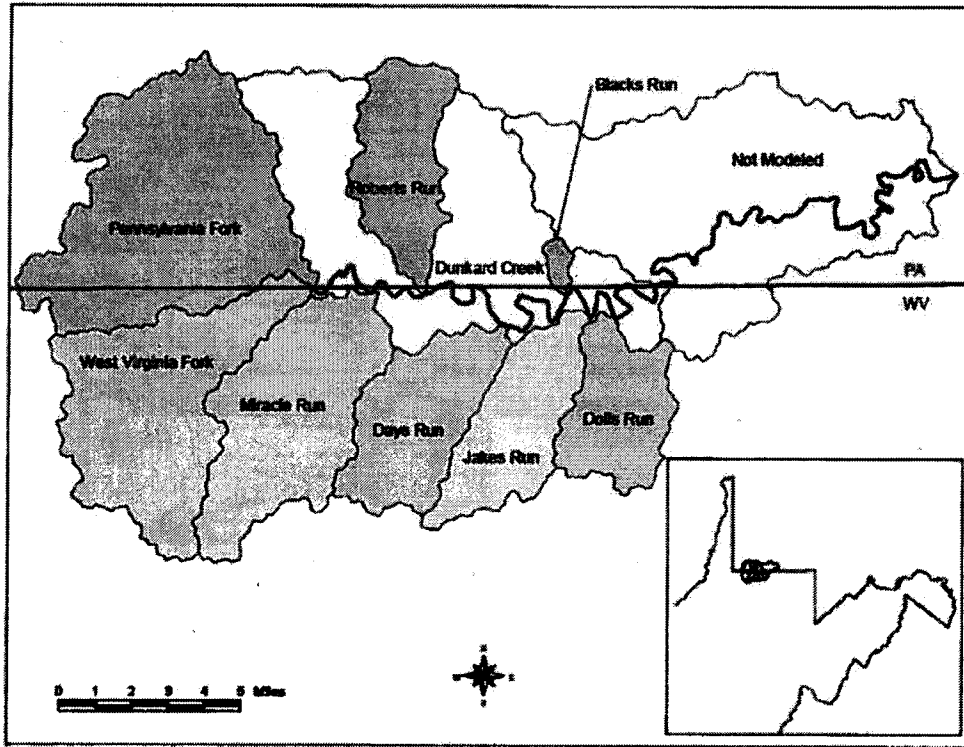 Blacks Run
Not Modeled
Roberts Run
Pennsylvania Fork
Dunkard Creek
PA
WV
West Virginia Fork
Miracle Run
Days Run
Dolls Run
Jakes Run
0 1 2 3 4 5 Miles